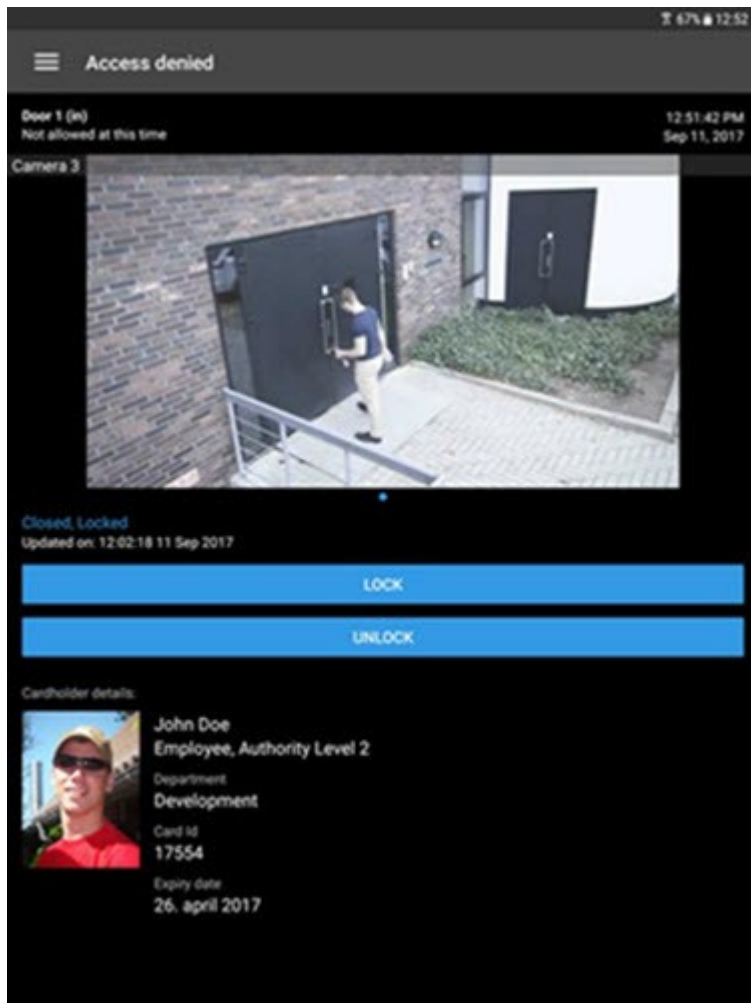 67% 12:52
Access denied
Door 1 (in)
12:51:42 PM
Not allowed at this time
Sep 11, 2017
Camera 3
Closed, Locked
Updated on: 12:02:18 11 Sep 2017
LOCK
UNLOCK
Cardholder details:
John Doe
Employee, Authority Level 2
Department
Development
Card Id
17554
Expiry date
26. april 2017